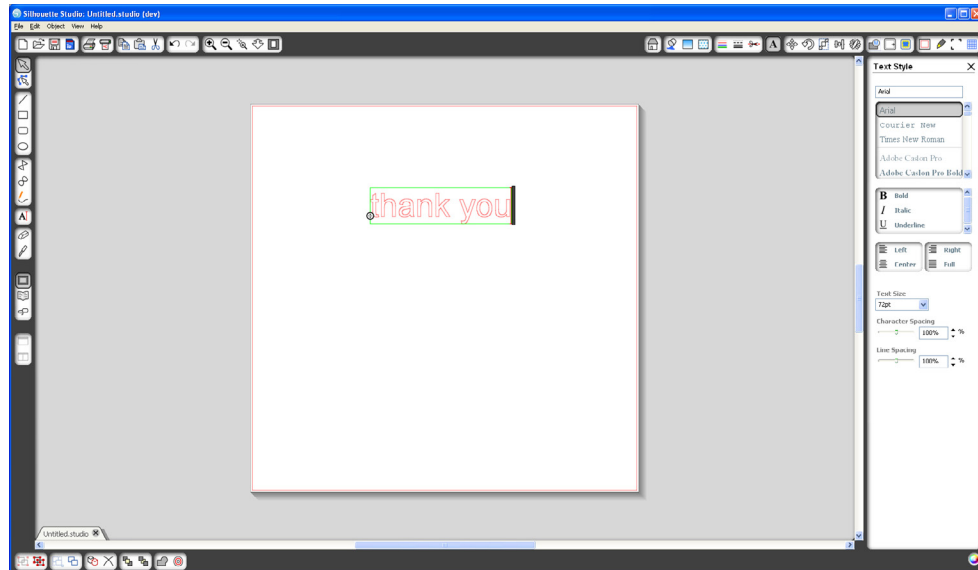 Silhouette Studio: Untitled.studio (dev)
File Edit Object View Help
Text Style
Arial
Arial
Courier New
Times New Roman
Adobe Caslon Pro
Adobe Caslon Pro Bold
thank you
B Bold
I Italic
U Underline
Left Right
Center Full
Text Size
72pt
Character Spacing
100% %
Line Spacing
100% %
Untitled.studio